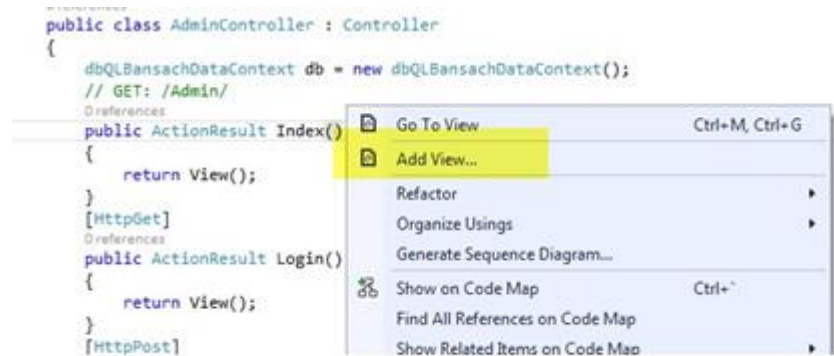 public class AdminController : Controller
{
dbQLBansachDataContext db = new dbQLBansachDataContext();
// GET: /Admin/
0 references
public ActionResult Index()
{
return View();
}
[HttpGet]
0 references
public ActionResult Login()
{
return View();
}
[HttpPost]
Go To View Ctrl+M, Ctrl+G
Add View...
Refactor
Organize Usings
Generate Sequence Diagram...
Show on Code Map Ctrl+`
Find All References on Code Map
Show Related Items on Code Map